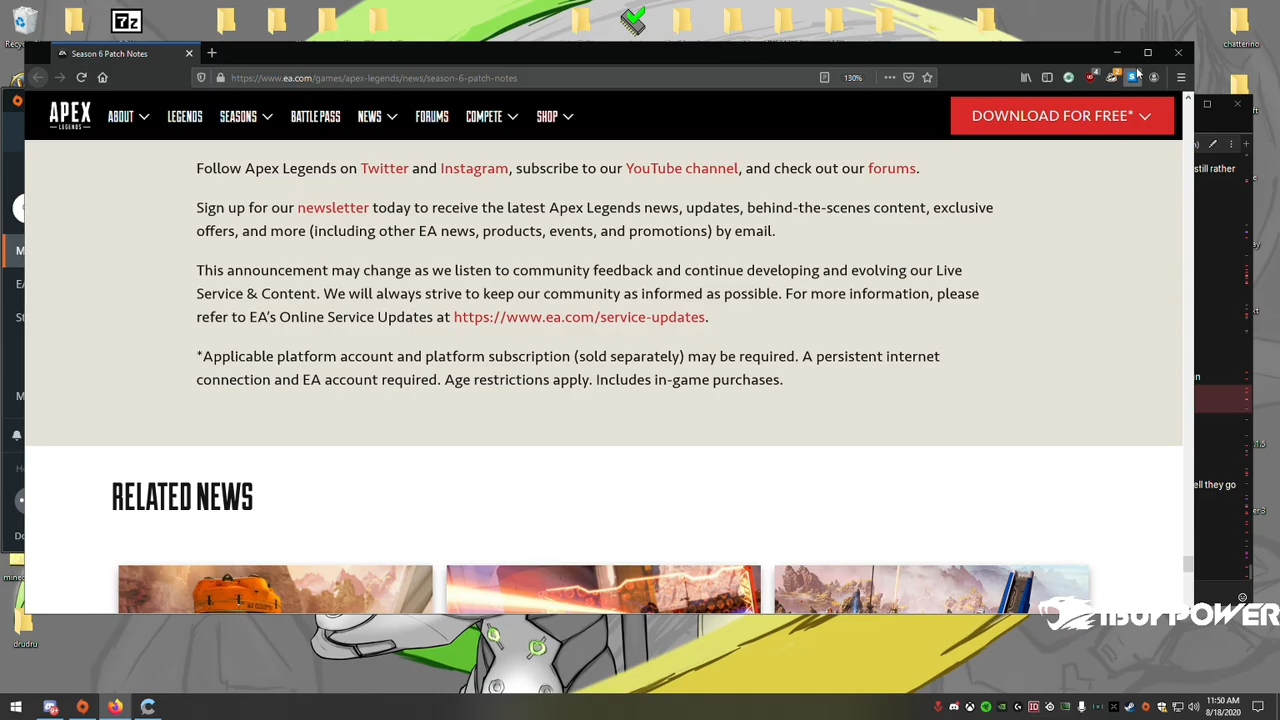 7z
Recy
chatterino
Season 6 Patch Notes
https://www.ea.com/games/apex-legends/news/season-6-patch-notes
130%
APEX
LEGENDS
ABOUT
LEGENDS
SEASONS
BATTLE PASS
NEWS
FORUMS
COMPETE
SHOP
DOWNLOAD FOR FREE*
Follow Apex Legends on Twitter and Instagram, subscribe to our YouTube channel, and check out our forums.
still rather
Sign up for our newsletter today to receive the latest Apex Legends news, updates, behind-the-scenes content, exclusive
offers, and more (including other EA news, products, events, and promotions) by email.
This announcement may change as we listen to community feedback and continue developing and evolving our Live
Service & Content. We will always strive to keep our community as informed as possible. For more information, please
refer to EA's Online Service Updates at https://www.ea.com/service-updates.
*Applicable platform account and platform subscription (sold separately) may be required. A persistent internet
connection and EA account required. Age restrictions apply. Includes in-game purchases.
RELATED NEWS
ell they go
mine
iBUYPOWER
drudru
11:50 AM
8/18/2020